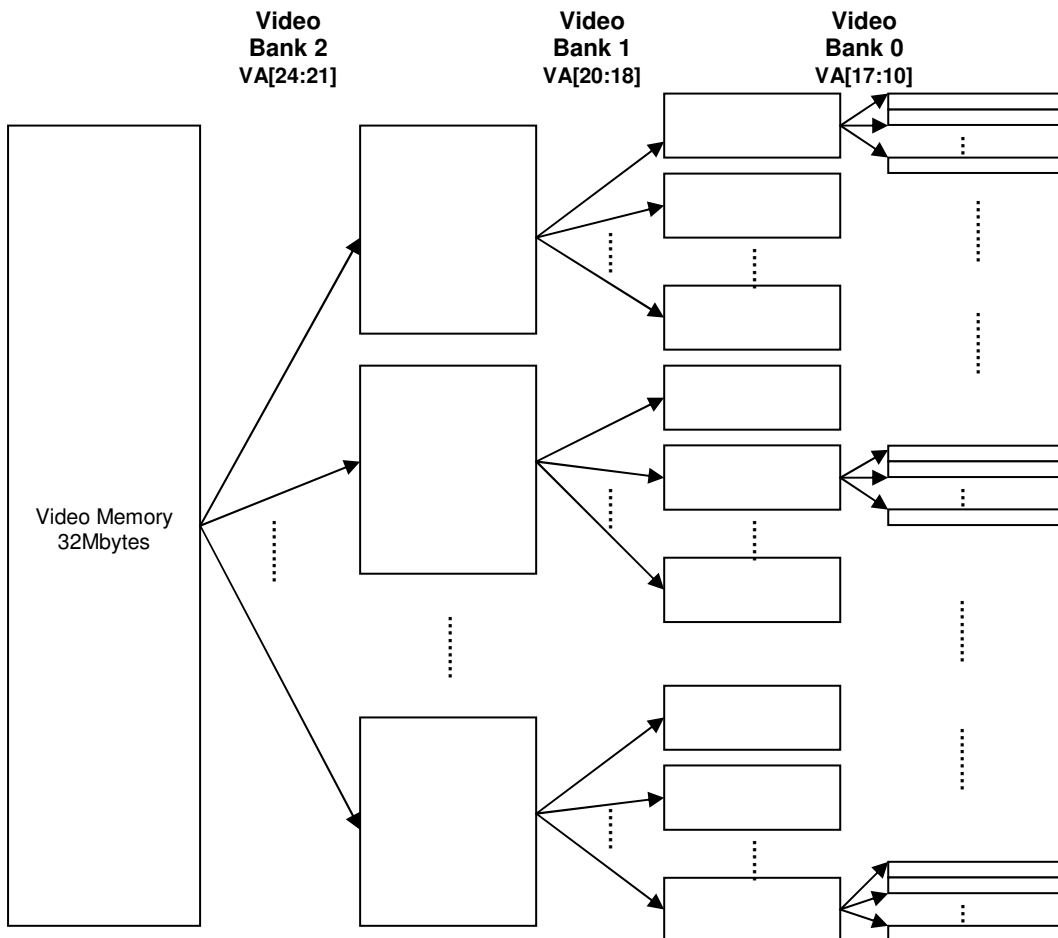 Video
Bank 2
VA[24:21]
Video
Bank 1
VA[20:18]
Video
Bank 0
VA[17:10]
Video Memory
32Mbytes